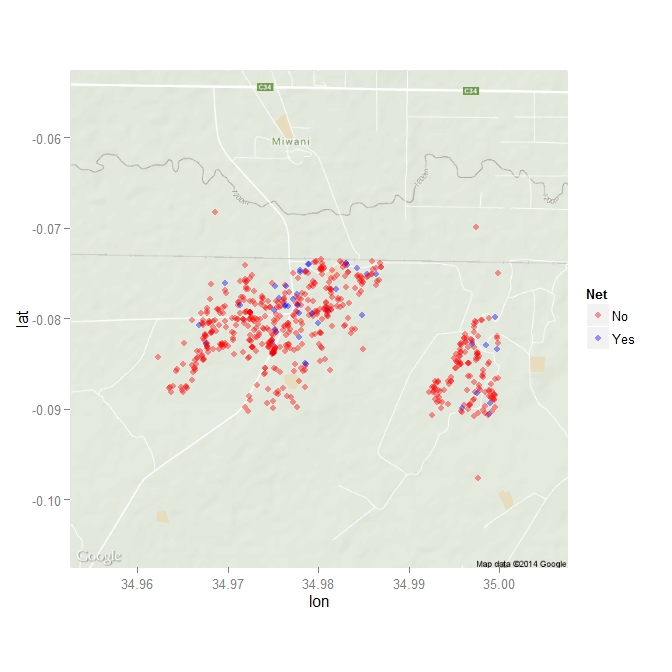 C34
C34
Miwani
-0.06
-0.07
-0.08
-0.09
-0.10
lat
Net
No
Yes
Google
Map data ©2014 Google
34.96 34.97 34.98 34.99 35.00
lon